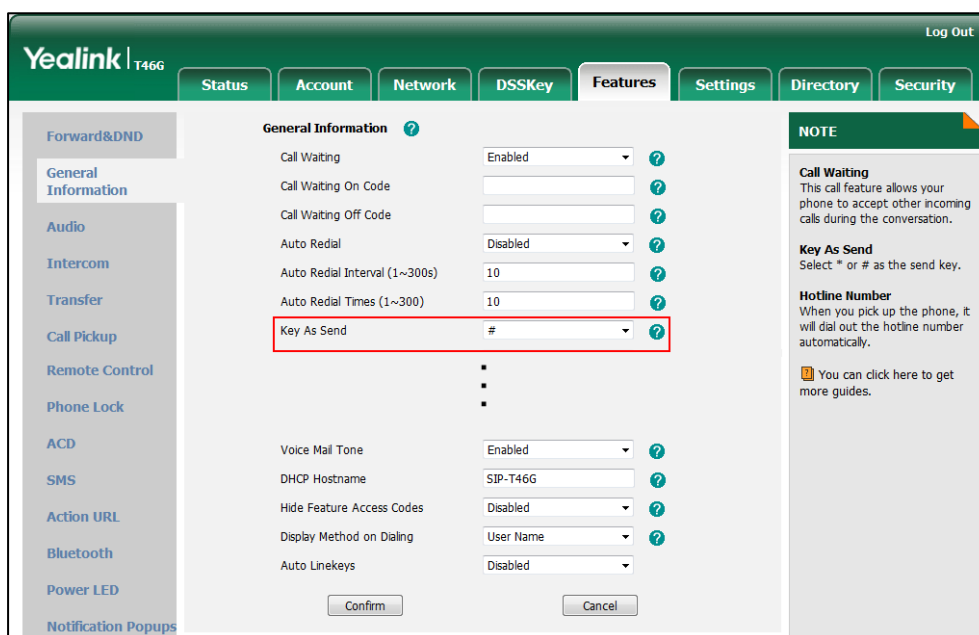 Log Out
Yealink T46G
Status Account Network DSSKey Features Settings Directory Security
Forward&DND
General
Information
Audio
Intercom
Transfer
Call Pickup
Remote Control
Phone Lock
ACD
SMS
Action URL
Bluetooth
Power LED
Notification Popups
General Information ?
Call Waiting Enabled ?
Call Waiting On Code ?
Call Waiting Off Code ?
Auto Redial Disabled ?
Auto Redial Interval (1~300s) 10 ?
Auto Redial Times (1~300) 10 ?
Key As Send # ?
Voice Mail Tone Enabled ?
DHCP Hostname SIP-T46G ?
Hide Feature Access Codes Disabled ?
Display Method on Dialing User Name ?
Auto Linekeys Disabled
Confirm Cancel
NOTE
Call Waiting
This call feature allows your
phone to accept other incoming
calls during the conversation.
Key As Send
Select * or # as the send key.
Hotline Number
When you pick up the phone, it
will dial out the hotline number
automatically.
? You can click here to get
more guides.